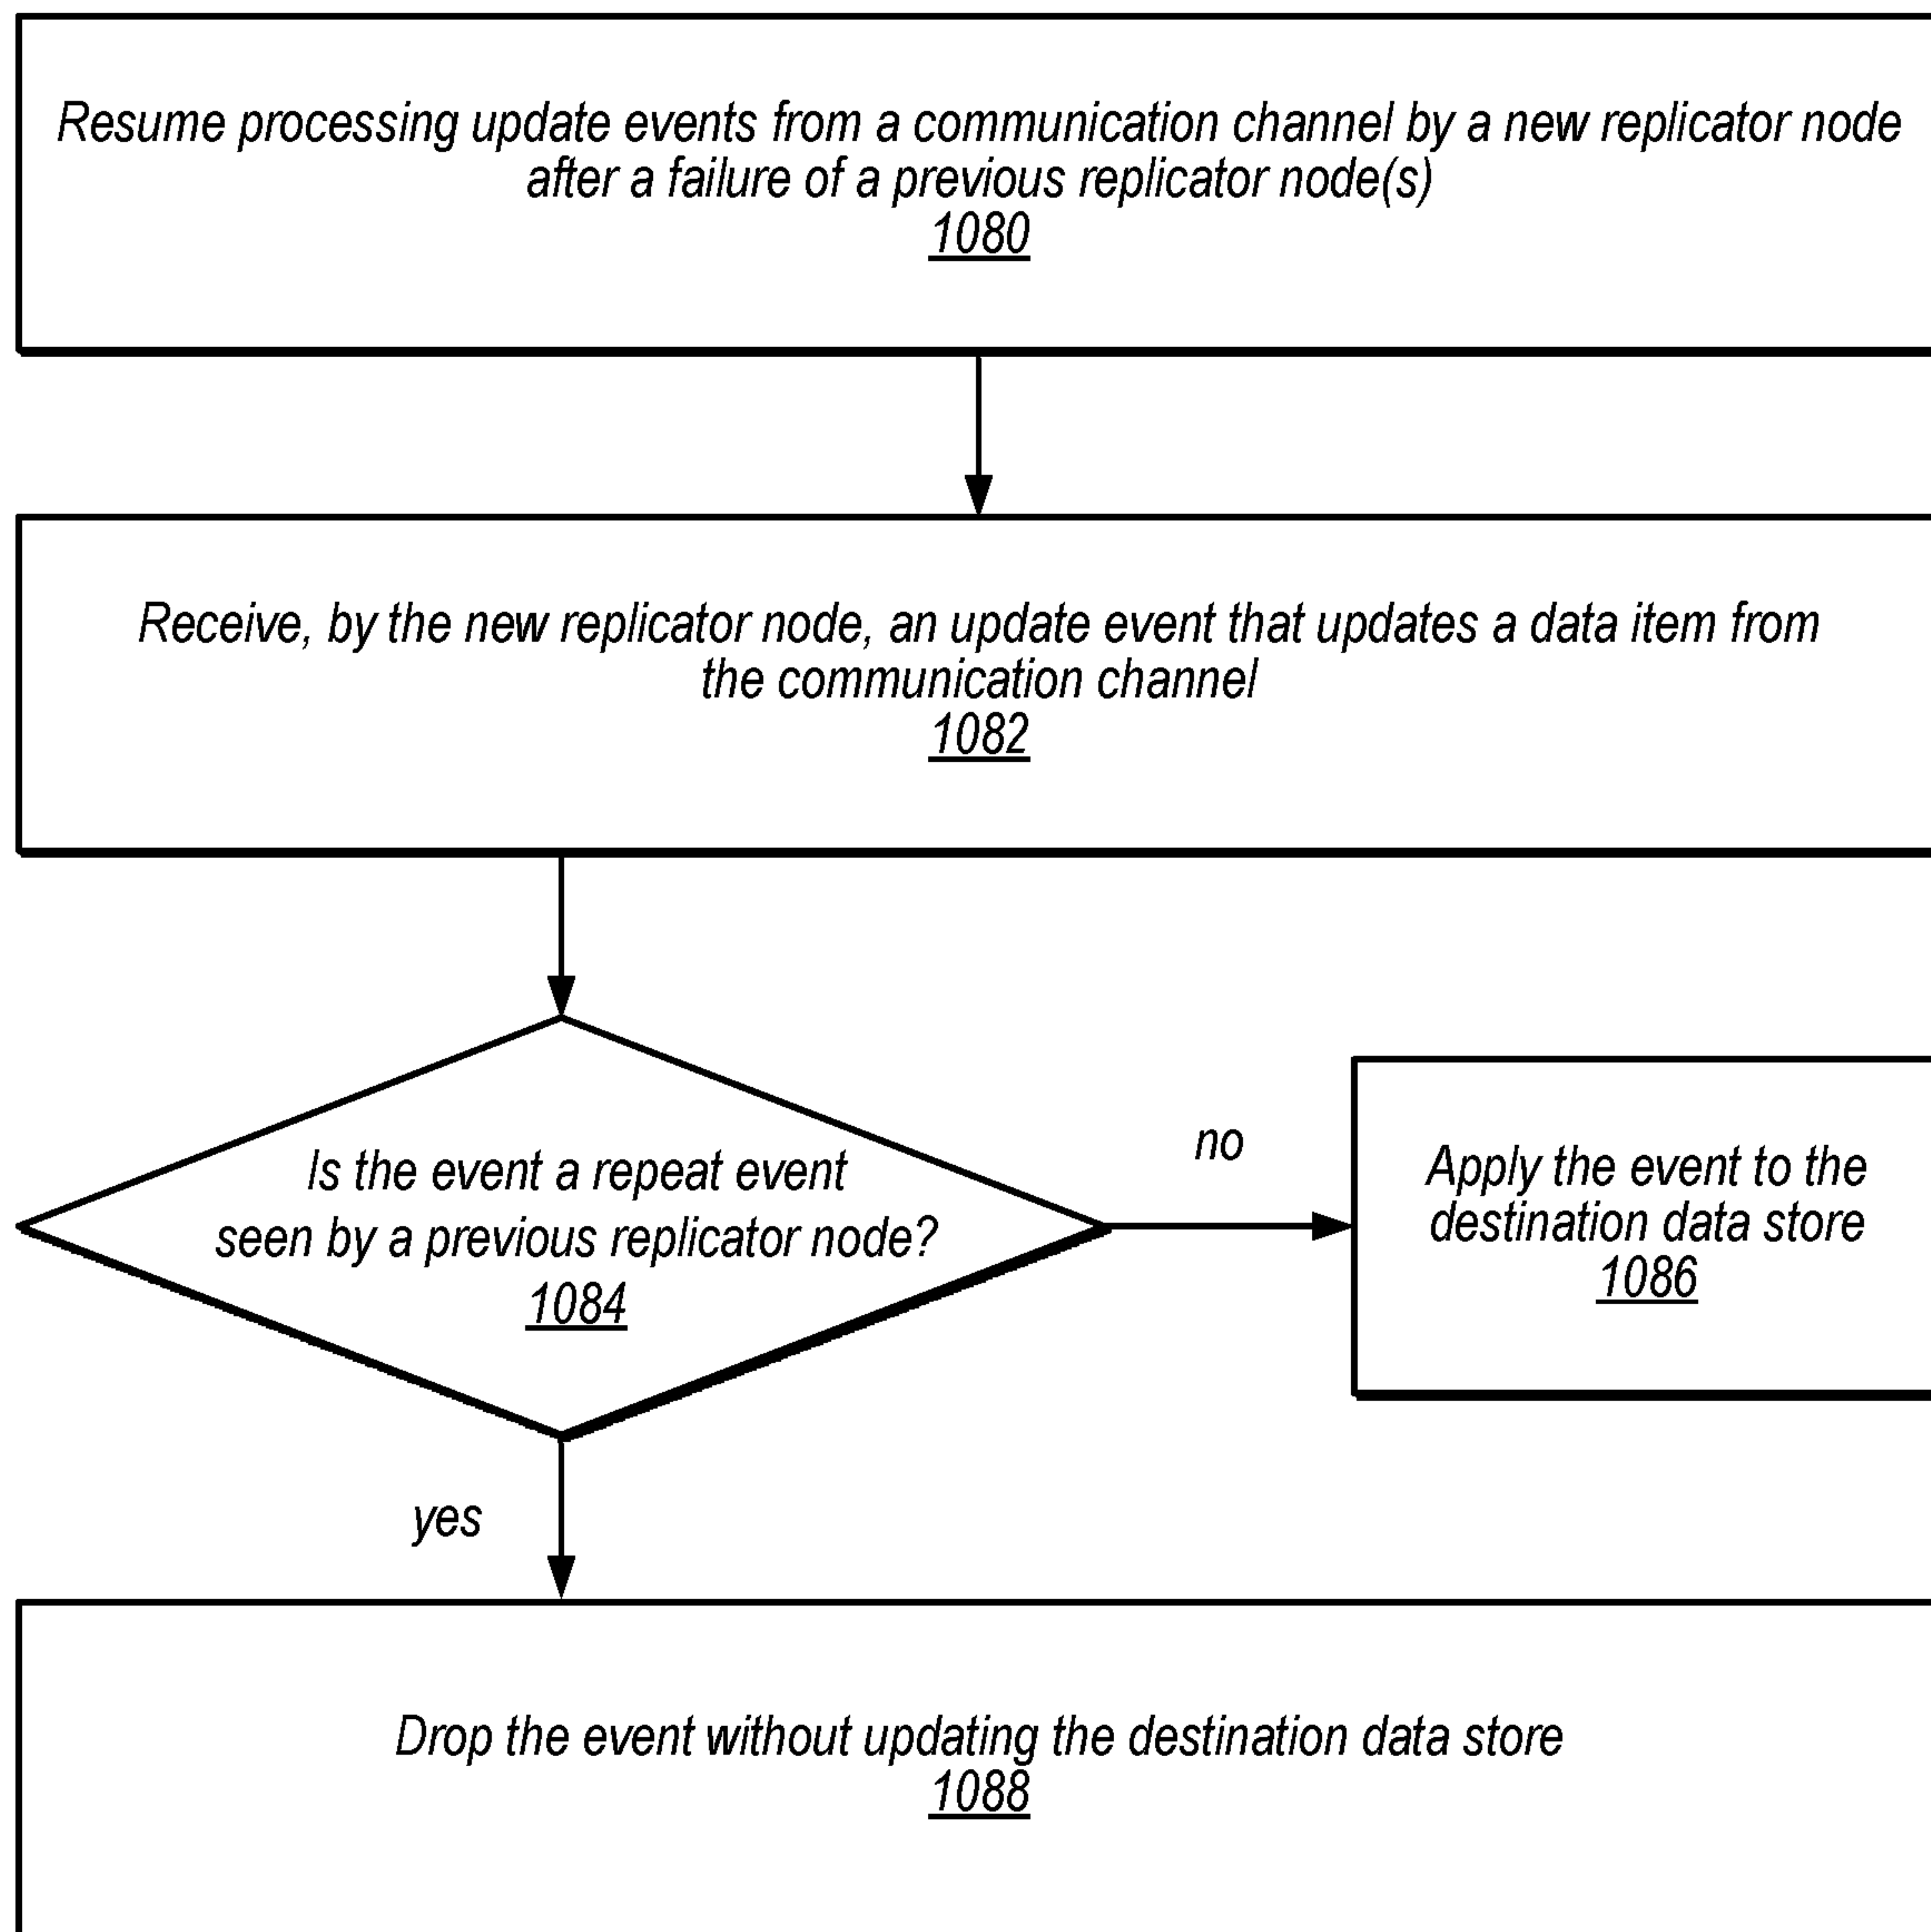 Resume processing update events from a communication channel by a new replicator node
after a failure of a previous replicator node(s)
1080
Receive, by the new replicator node, an update event that updates a data item from
the communication channel
1082
Is the event a repeat event
seen by a previous replicator node?
1084
no
Apply the event to the
destination data store
1086
yes
Drop the event without updating the destination data store
1088